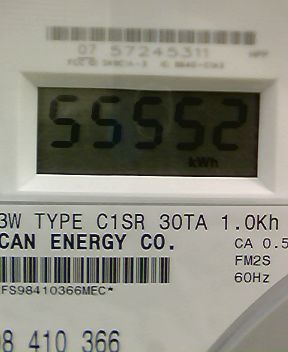 07 57245311
55552
kWh
3W TYPE C1SR 30TA 1.0Kh
CAN ENERGY CO.
CA 0.5
FM2S
60Hz
FS98410366MEC*
98 410 366